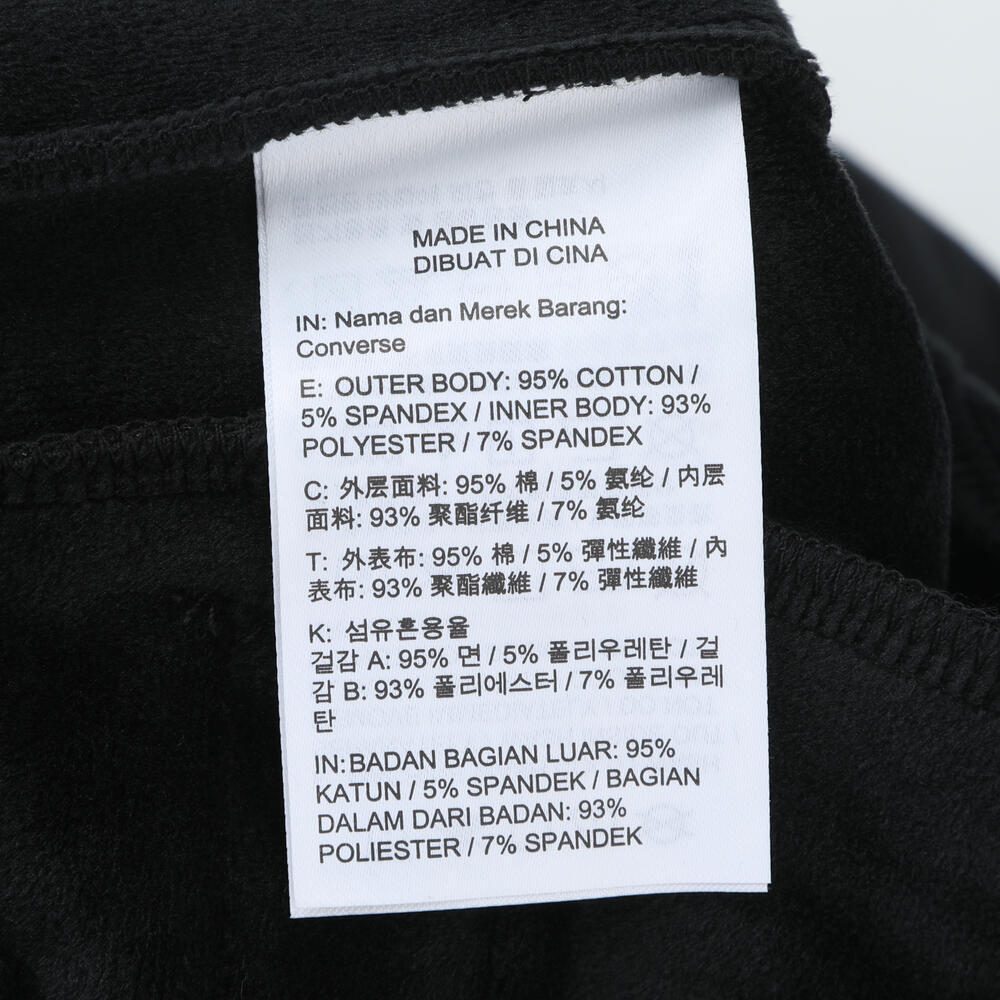 MADE IN CHINA
DIBUAT DI CINA
IN: Nama dan Merek Barang:
Converse
E: OUTER BODY: 95% COTTON /
5% SPANDEX / INNER BODY: 93%
POLYESTER / 7% SPANDEX
C: 外层面料: 95% 棉 / 5% 氨纶 / 内层
面料: 93% 聚酯纤维 / 7% 氨纶
T: 外表布: 95% 棉 / 5% 彈性纖維 / 內
表布: 93% 聚酯纖維 / 7% 彈性纖維
K: 섬유혼용율
겉감 A: 95% 면 / 5% 폴리우레탄 / 겉
감 B: 93% 폴리에스터 / 7% 폴리우레
탄
IN:BADAN BAGIAN LUAR: 95%
KATUN / 5% SPANDEK / BAGIAN
DALAM DARI BADAN: 93%
POLIESTER / 7% SPANDEK